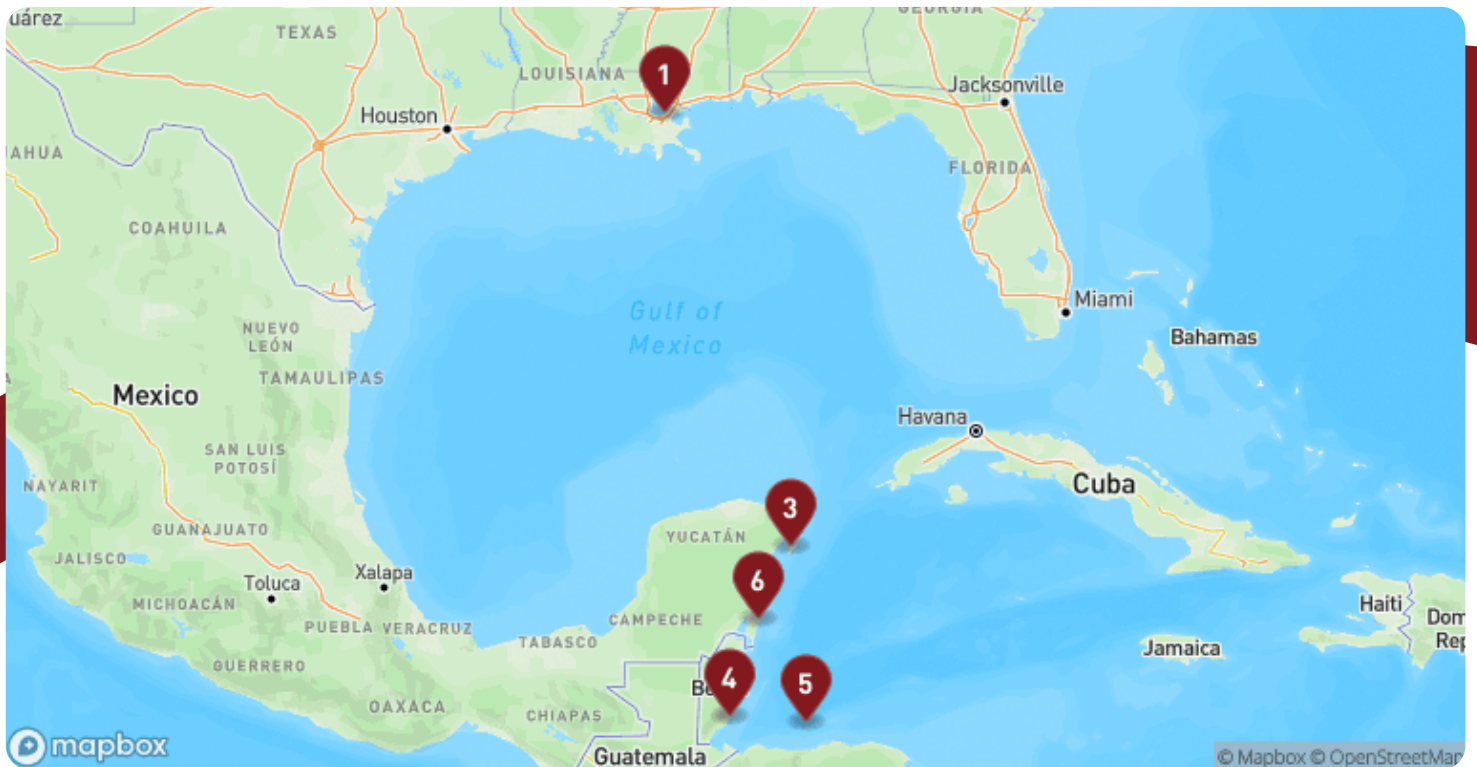 uárez
TEXAS
GEORGIA
LOUISIANA
1
Jacksonville
Houston
AHUA
FLORIDA
COAHUILA
Miami
Gulf of
Mexico
NUEVO
LEÓN
Bahamas
TAMAULIPAS
Mexico
Havana
SAN LUIS
POTOSÍ
NAYARIT
Cuba
3
GUANAJUATO
YUCATÁN
JALISCO
Xalapa
Toluca
6
MICHOACÁN
Haiti
PUEBLA
VERACRUZ
CAMPECHE
Dom
Rep
TABASCO
Jamaica
GUERRERO
4
5
OAXACA
CHIAPAS
mapbox
Guatemala
© Mapbox © OpenStreetMap